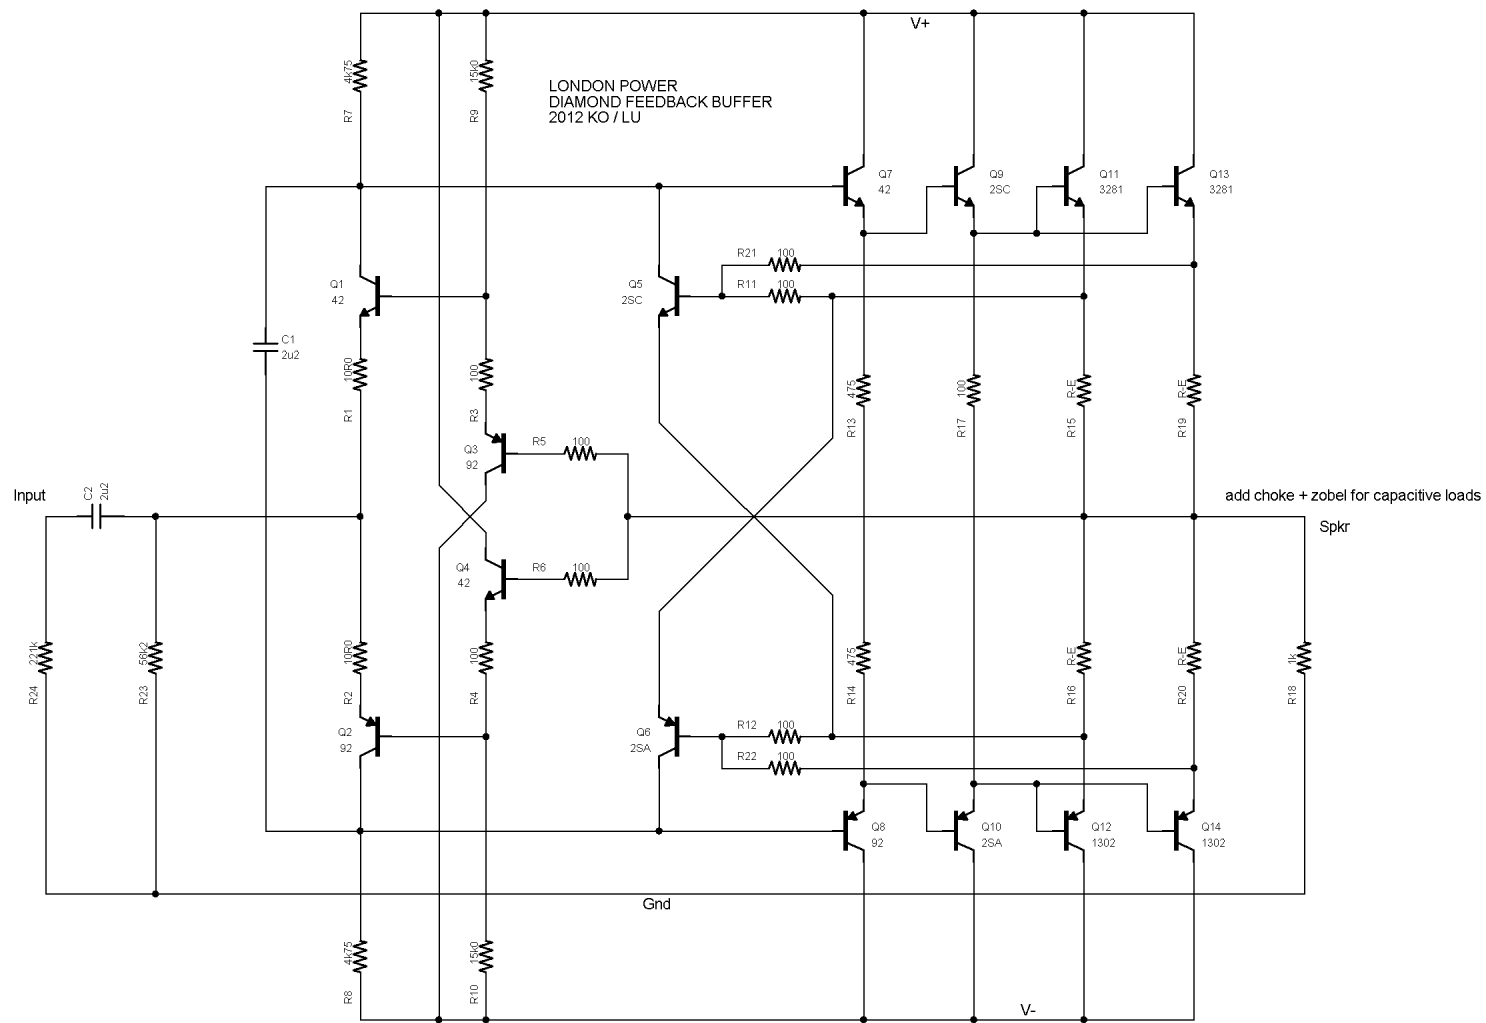 V+
4k75
R7
15k0
R9
LONDON POWER
DIAMOND FEEDBACK BUFFER
2012 KO / LU
Q7
42
Q9
2SC
Q11
3281
Q13
3281
R21
100
Q1
42
Q5
2SC
R11
100
C1
2u2
10R0
R1
100
R3
475
R13
100
R17
R-E
R15
R-E
R19
Q3
92
R5
100
Input
C2
2u2
add choke + zobel for capacitive loads
Spkr
Q4
42
R6
100
221k
R24
56k2
R23
10R0
R2
100
R4
475
R14
R-E
R16
R-E
R20
1k
R18
Q2
92
Q6
2SA
R12
100
R22
100
Q8
92
Q10
2SA
Q12
1302
Q14
1302
Gnd
4k75
R8
15k0
R10
V-